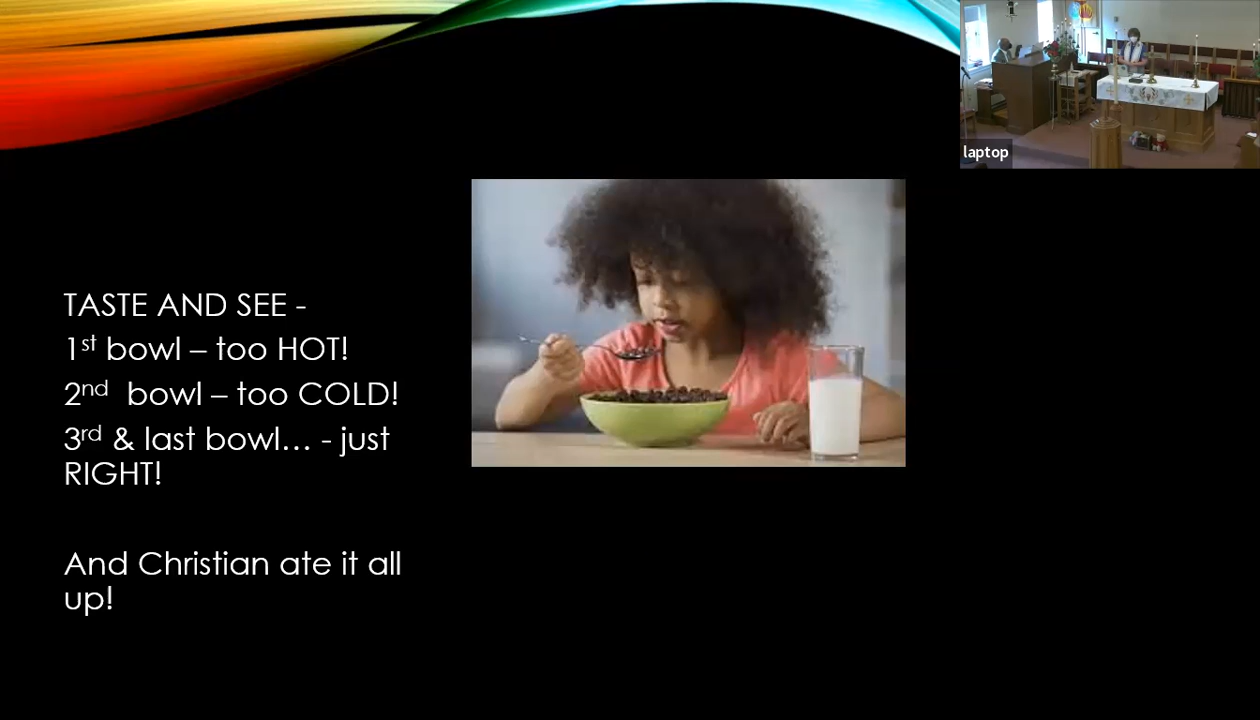 TASTE AND SEE -
1st bowl – too HOT!
2nd bowl – too COLD!
3rd & last bowl... - just
RIGHT!
And Christian ate it all
up!
laptop